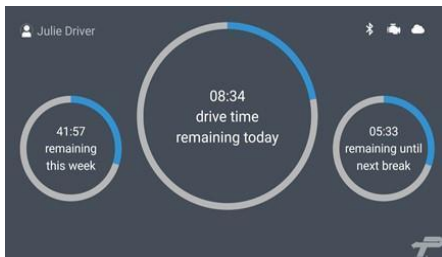 Julie Driver
08:34
drive time
remaining today
41:57
remaining
this week
05:33
remaining until
next break